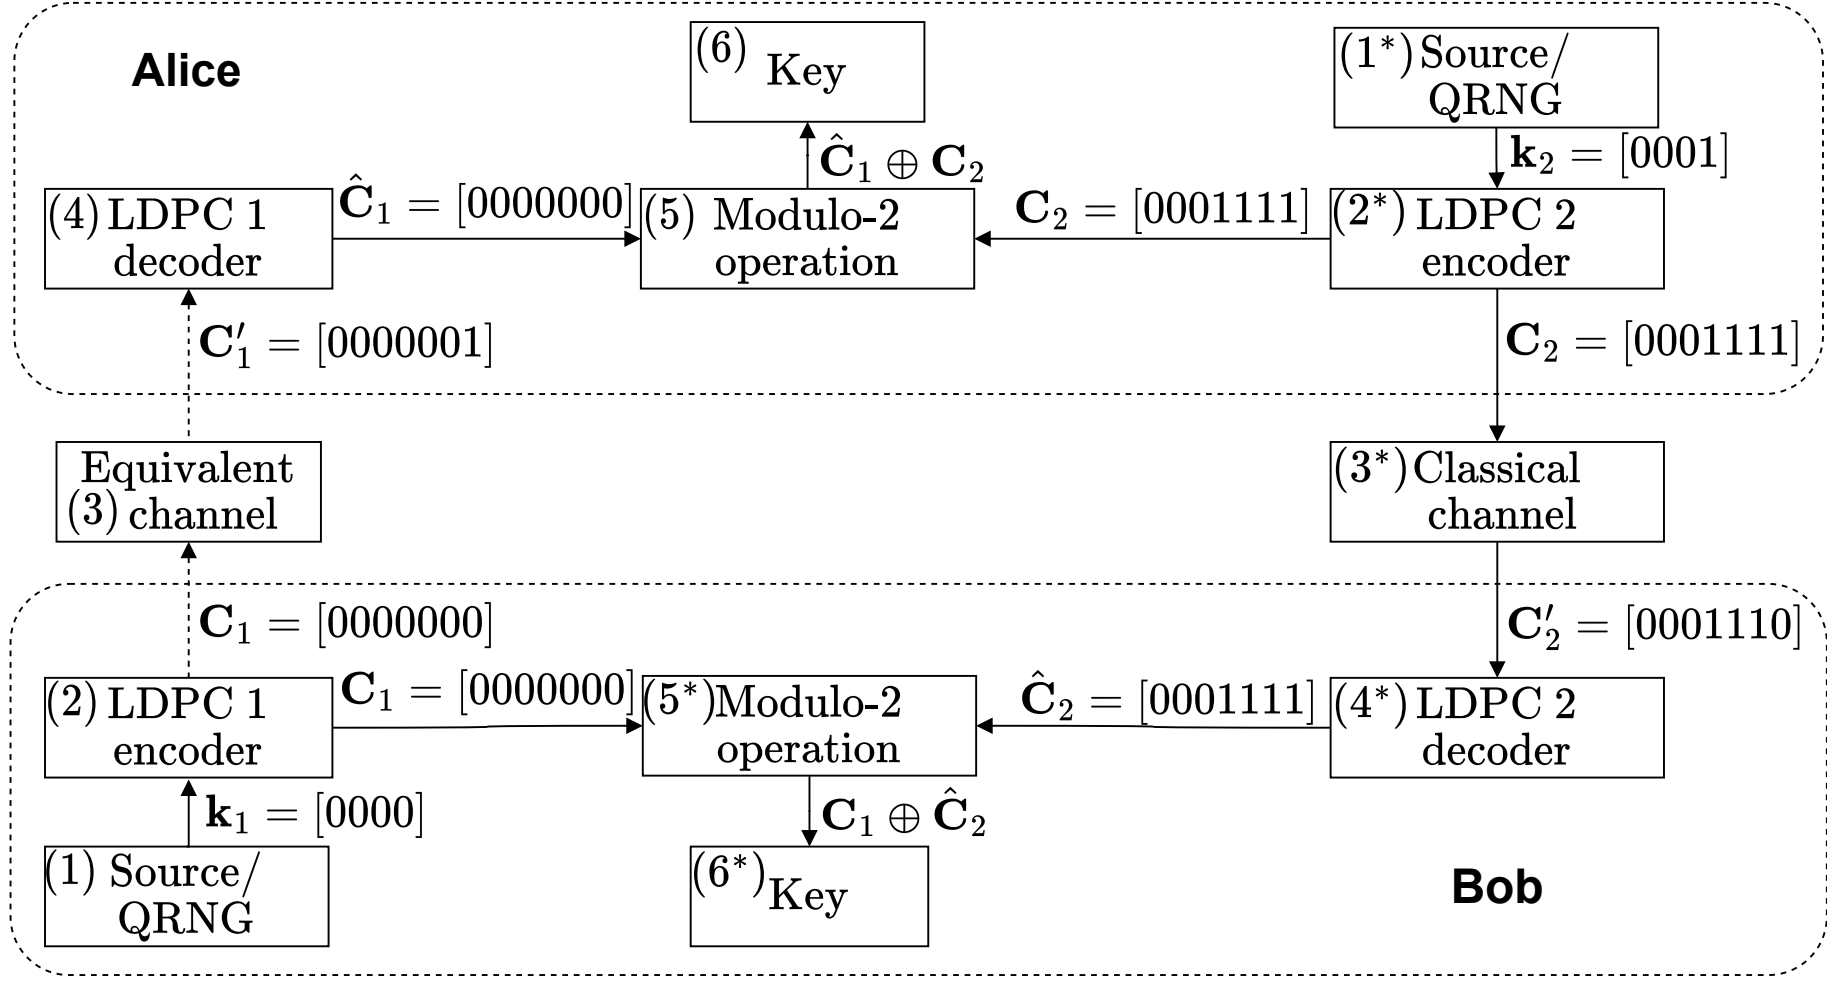 Alice
(6) Key
(1*) Source/
QRNG
Ĉ₁ ⊕ C₂
k₂ = [0001]
(4) LDPC 1
decoder
Ĉ₁ = [0000000]
(5) Modulo-2
operation
C₂ = [0001111]
(2*) LDPC 2
encoder
C′₁ = [0000001]
C₂ = [0001111]
Equivalent
(3) channel
(3*) Classical
channel
C₁ = [0000000]
C′₂ = [0001110]
(2) LDPC 1
encoder
C₁ = [0000000]
(5*) Modulo-2
operation
Ĉ₂ = [0001111]
(4*) LDPC 2
decoder
k₁ = [0000]
C₁ ⊕ Ĉ₂
(1) Source/
QRNG
(6*) Key
Bob